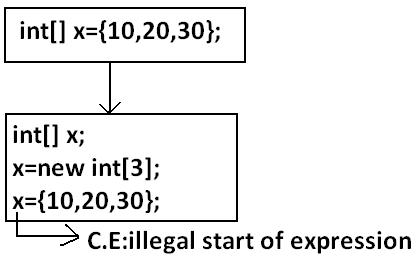 int[] x={10,20,30};
int[] x;
x=new int[3];
x={10,20,30};
C.E:illegal start of expression